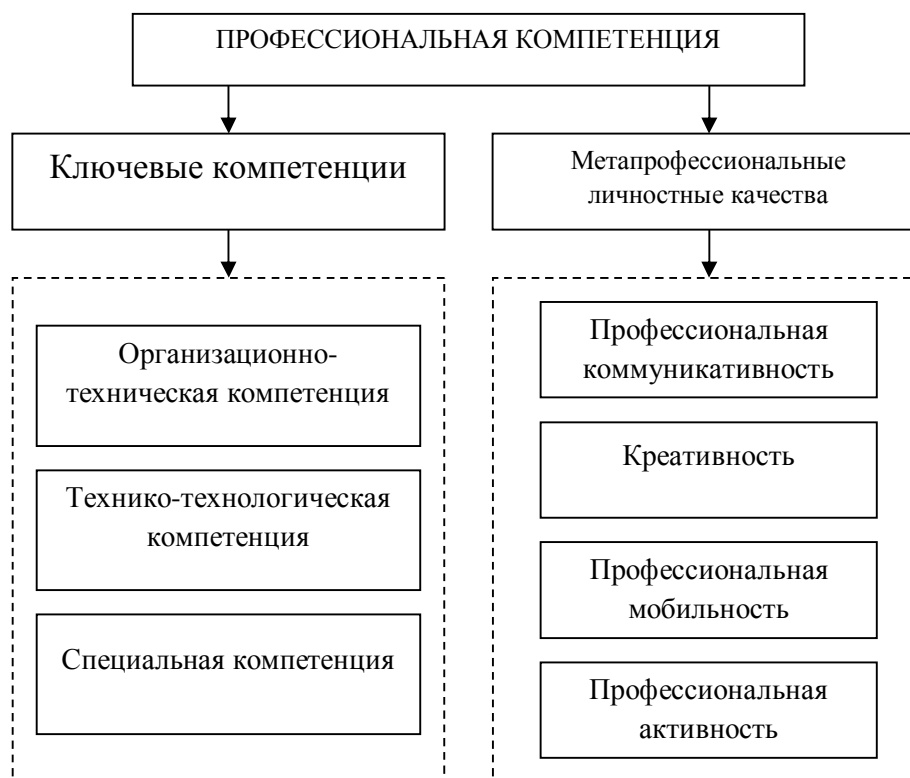 ПРОФЕССИОНАЛЬНАЯ КОМПЕТЕНЦИЯ
Ключевые компетенции
Организационно-
техническая компетенция
Технико-технологическая
компетенция
Специальная компетенция
Метапрофессиональные
личностные качества
Профессиональная
коммуникативность
Креативность
Профессиональная
мобильность
Профессиональная
активность